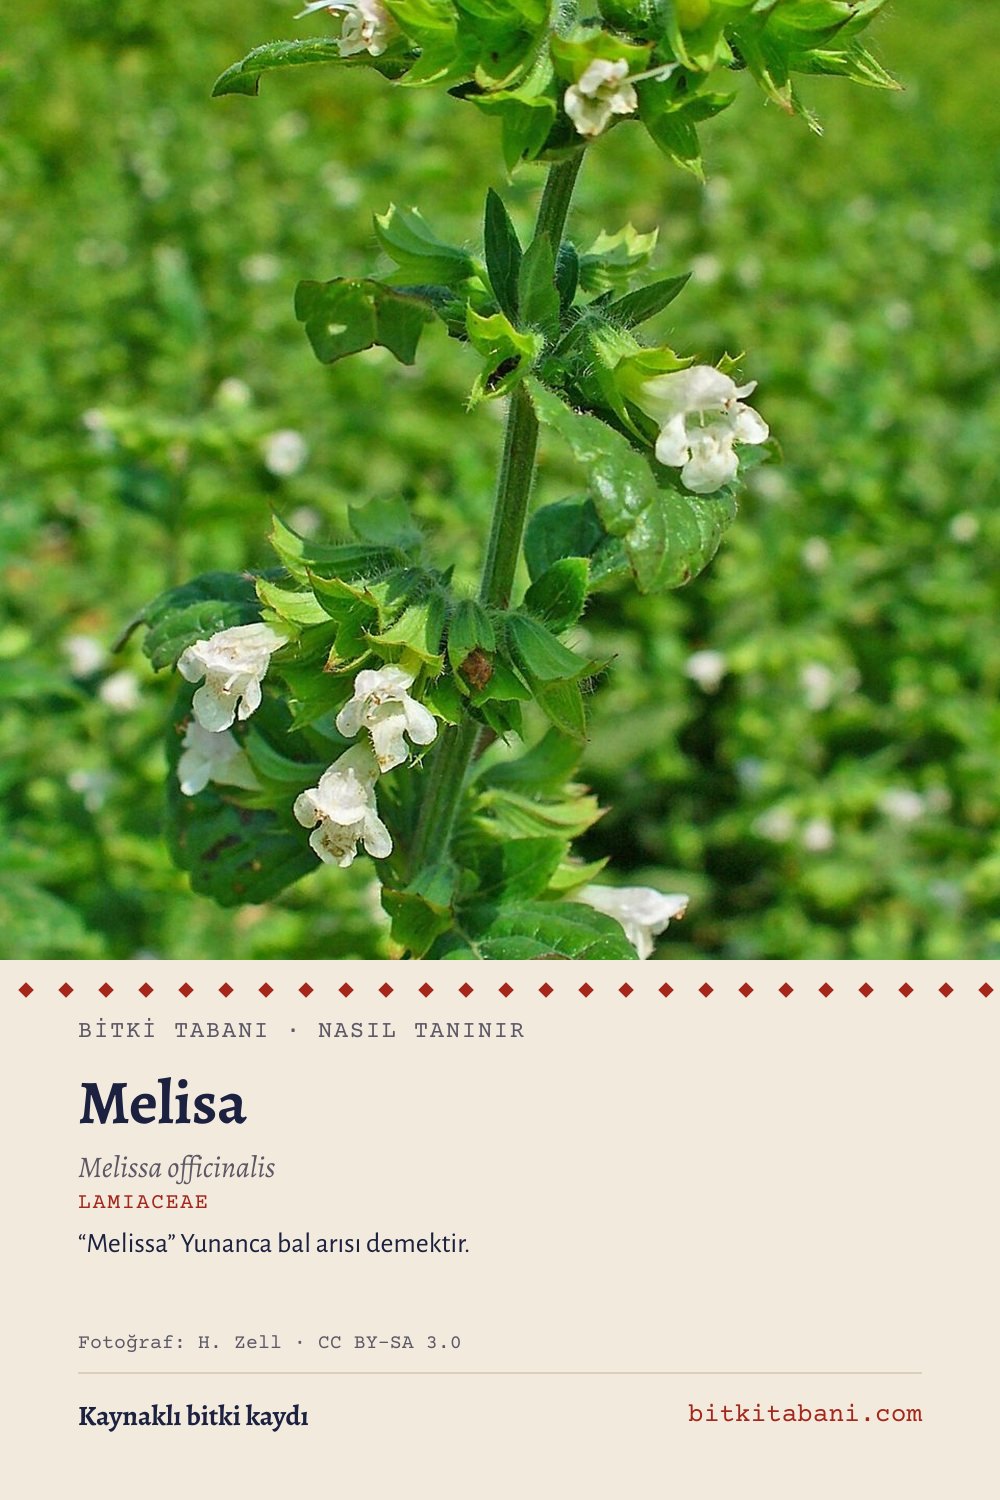 BİTKİ TABANI · NASIL TANINIR
Melisa
Melissa officinalis
LAMIACEAE
“Melissa” Yunanca bal arısı demektir.
Fotoğraf: H. Zell · CC BY-SA 3.0
Kaynaklı bitki kaydı
bitkitabani.com